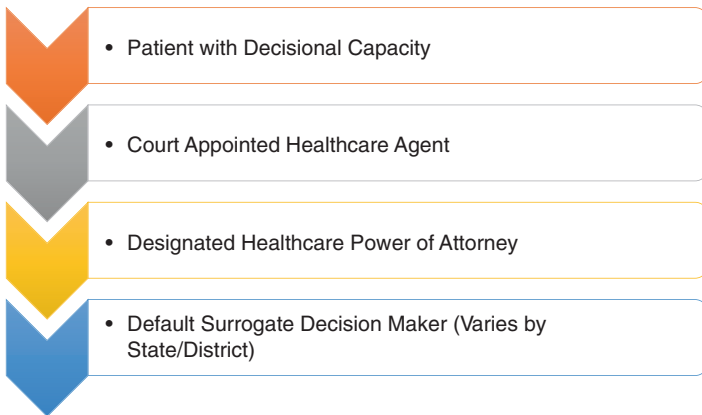 • Patient with Decisional Capacity
• Court Appointed Healthcare Agent
• Designated Healthcare Power of Attorney
• Default Surrogate Decision Maker (Varies by
State/District)